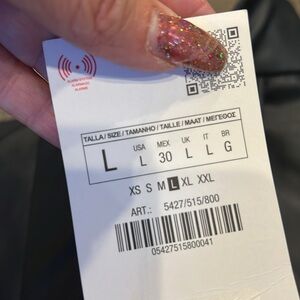 TALLA / SIZE / TAMANHO / TAILLE / MAAT / ΜΕΓΕΘΟΣ
USA MEX UK IT BR
L L 30 L L G
XS S M L XL XXL
ART.: 5427/515/800
05427515800041